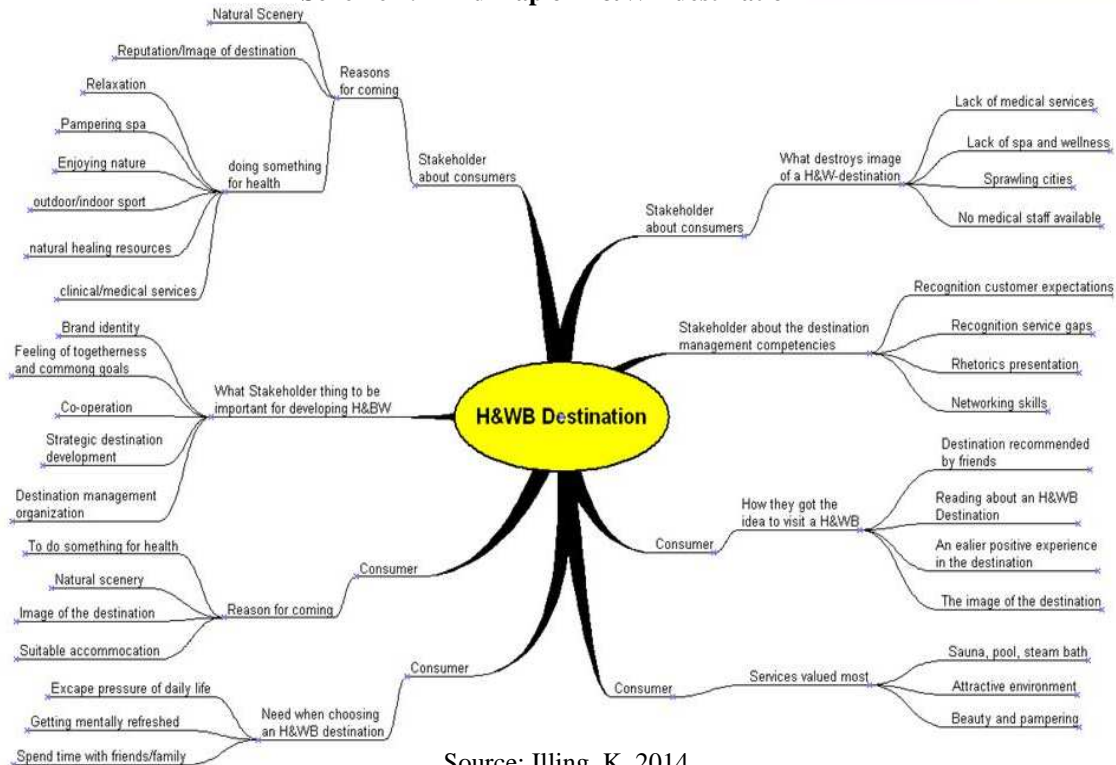 Natural Scenery
Reputation/Image of destination
Reasons
for coming
Relaxation
Pampering spa
Enjoying nature
outdoor/indoor sport
natural healing resources
clinical/medical services
doing something
for health
Stakeholder
about consumers
Brand identity
Feeling of togetherness
and commong goals
Co-operation
Strategic destination
development
Destination management
organization
What Stakeholder thing to be
important for developing H&BW
To do something for health
Natural scenery
Image of the destination
Suitable accommocation
Reason for coming
Consumer
Excape pressure of daily life
Getting mentally refreshed
Spend time with friends/family
Need when choosing
an H&WB destination
Consumer
H&WB Destination
Stakeholder
about consumers
What destroys image
of a H&W-destination
Lack of medical services
Lack of spa and wellness
Sprawling cities
No medical staff available
Stakeholder about the destination
management competencies
Recognition customer expectations
Recognition service gaps
Rhetorics presentation
Networking skills
Consumer
How they got the
idea to visit a H&WB
Destination recommended
by friends
Reading about an H&WB
Destination
An ealier positive experience
in the destination
The image of the destination
Consumer
Services valued most
Sauna, pool, steam bath
Attractive environment
Beauty and pampering
Source: Illing, K. 2014